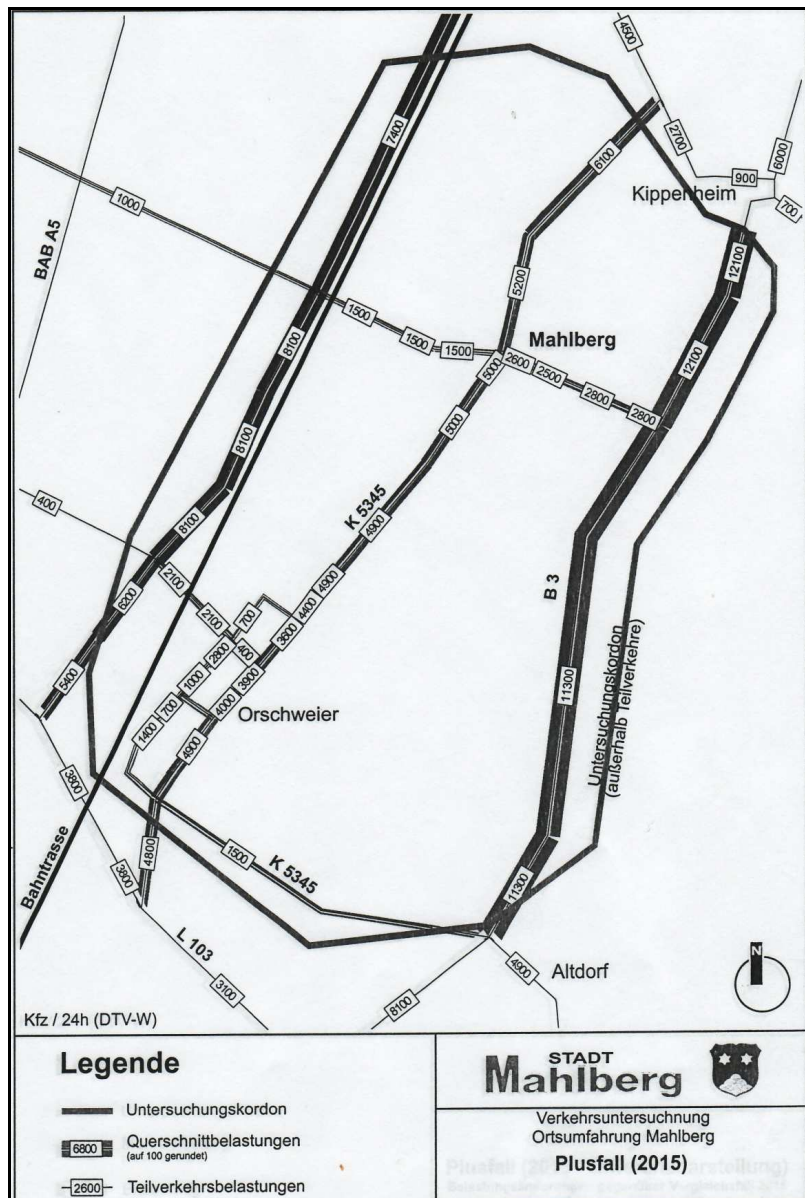 4500
2700
6000
900
Kippenheim
700
7400
6100
1000
BAB A5
12100
5200
1500
8100
1500
1500
Mahlberg
2600
2500
2800
2800
12100
5000
5000
8100
K 5345
4900
400
8100
2100
6200
2100
700
4900
4400
3600
B 3
400
2800
1000
3900
4000
700
1400
5400
Orschweier
4900
11300
Untersuchungskordon
(außerhalb Teilverkehre)
3800
4800
1500
K 5345
Bahntrasse
3800
11300
L 103
3100
4900
Altdorf
8100
N
Kfz / 24h (DTV-W)
Legende
Untersuchungskordon
6800
Querschnittbelastungen
(auf 100 gerundet)
2600
Teilverkehrsbelastungen
STADT
Mahlberg
Verkehrsuntersuchnung
Ortsumfahrung Mahlberg
Plusfall (2015)